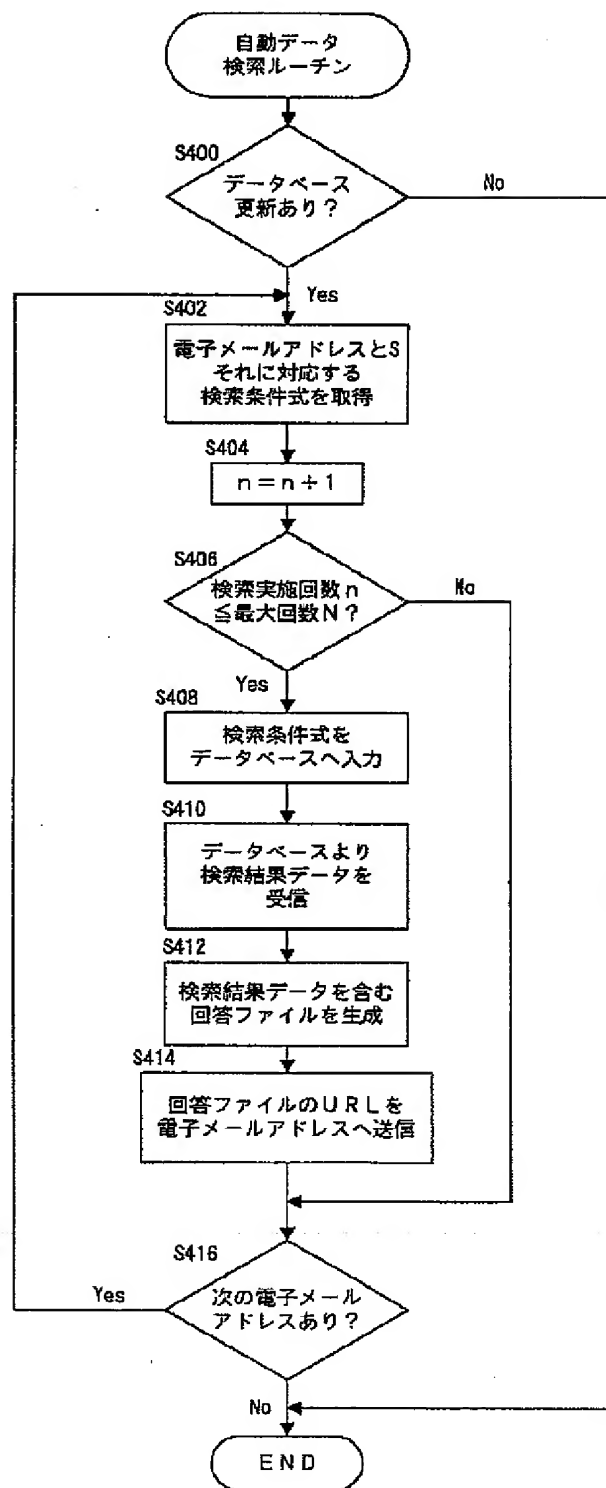 自動データ
検索ルーチン
S400
データベース
更新あり?
No
Yes
S402
電子メールアドレスとS
それに対応する
検索条件式を取得
S404
n=n+1
S406
検索実施回数n
≦最大回数N?
No
Yes
S408
検索条件式を
データベースへ入力
S410
データベースより
検索結果データを
受信
S412
検索結果データを含む
回答ファイルを生成
S414
回答ファイルのURLを
電子メールアドレスへ送信
S416
Yes
次の電子メール
アドレスあり?
No
END